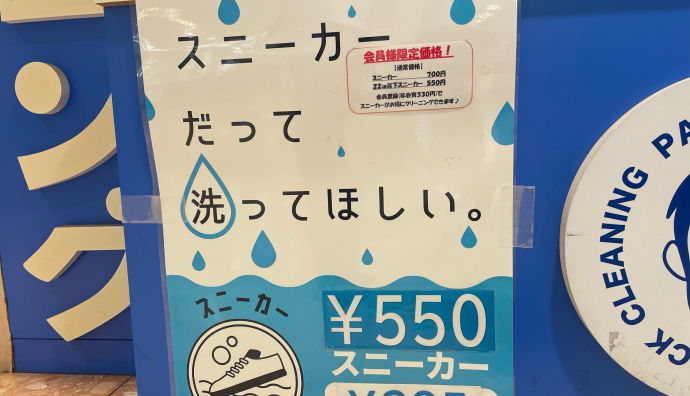 スニーカー
会員様限定価格！
【通常価格】
スニーカー 700円
22cm以下スニーカー 550円
会員登録(年会費330円)で
スニーカーがお得にクリーニングできます♪
だって
洗ってほしい。
スニーカー
¥550
スニーカー
ング
CK CLEANING PA